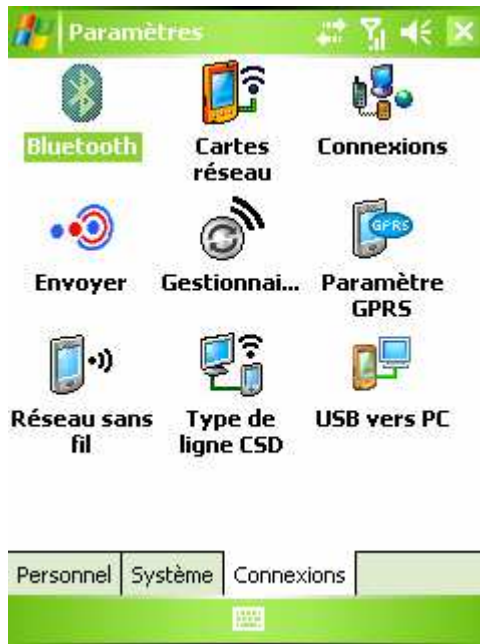 Paramètres
Bluetooth
Cartes réseau
Connexions
Envoyer
Gestionnai...
GPRS
Paramètre GPRS
Réseau sans fil
Type de ligne CSD
USB vers PC
Personnel
Système
Connexions